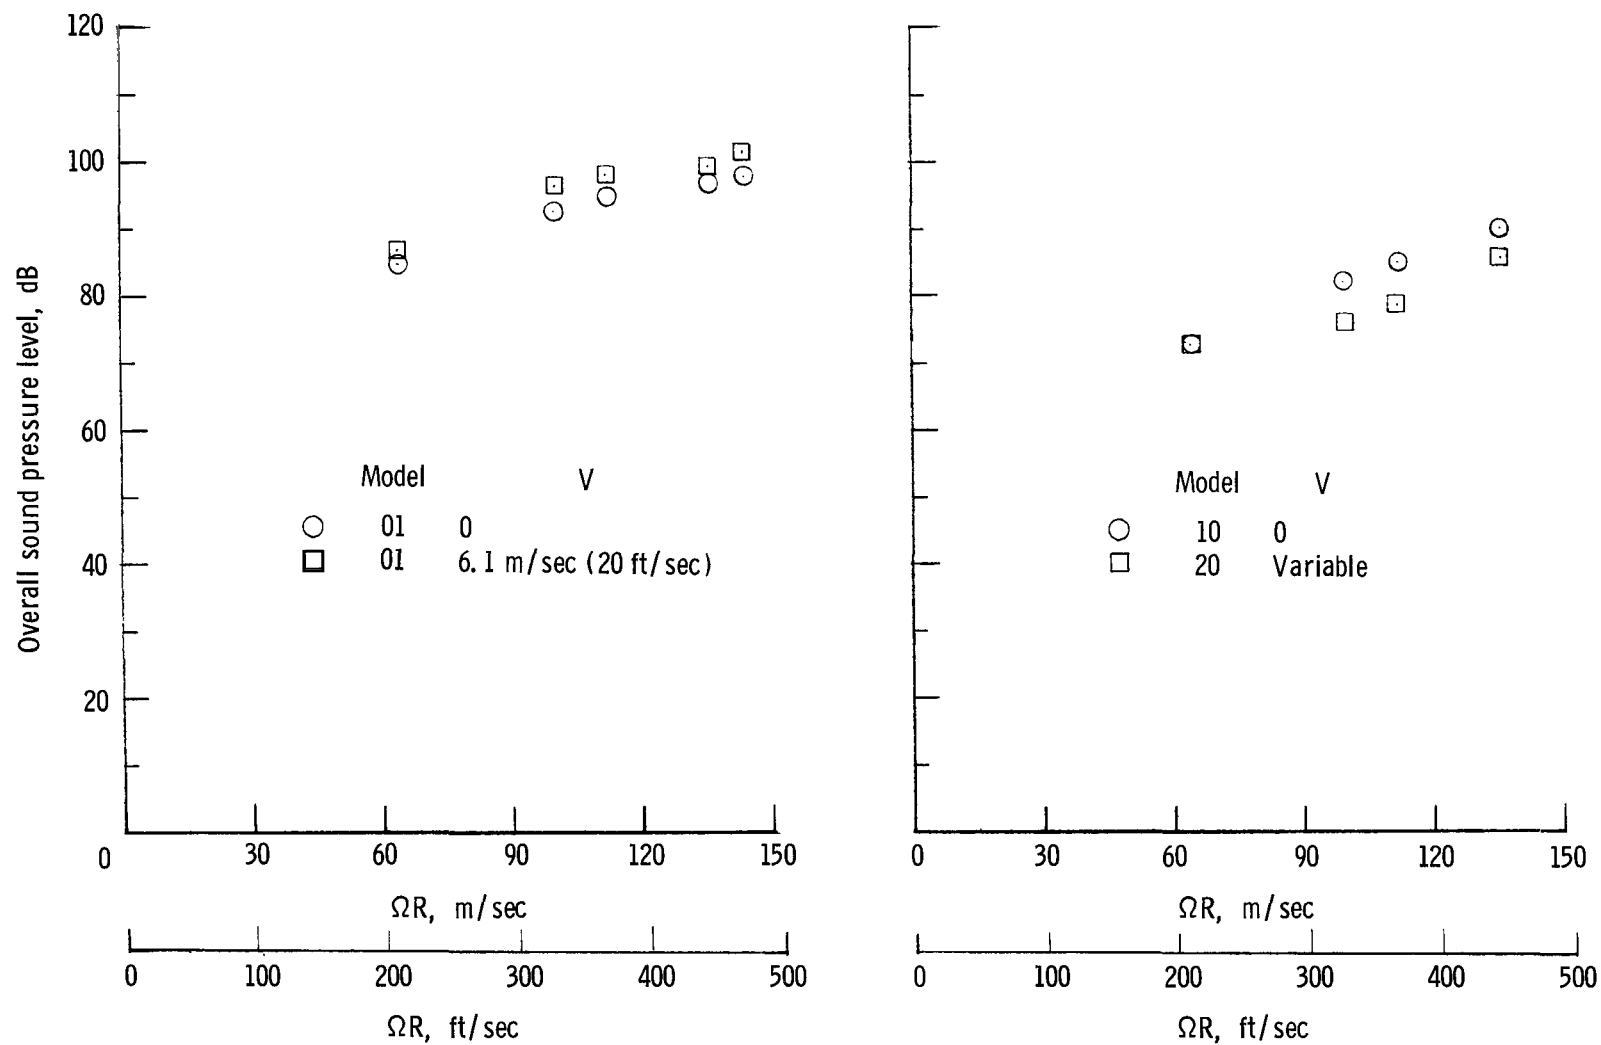 Overall sound pressure level, dB
120
100
80
60
40
20
0
Model V
01 0
01 6.1 m/sec (20 ft/sec)
30 60 90 120 150
ΩR, m/sec
0 100 200 300 400 500
ΩR, ft/sec
Model V
10 0
20 Variable
0 30 60 90 120 150
ΩR, m/sec
0 100 200 300 400 500
ΩR, ft/sec